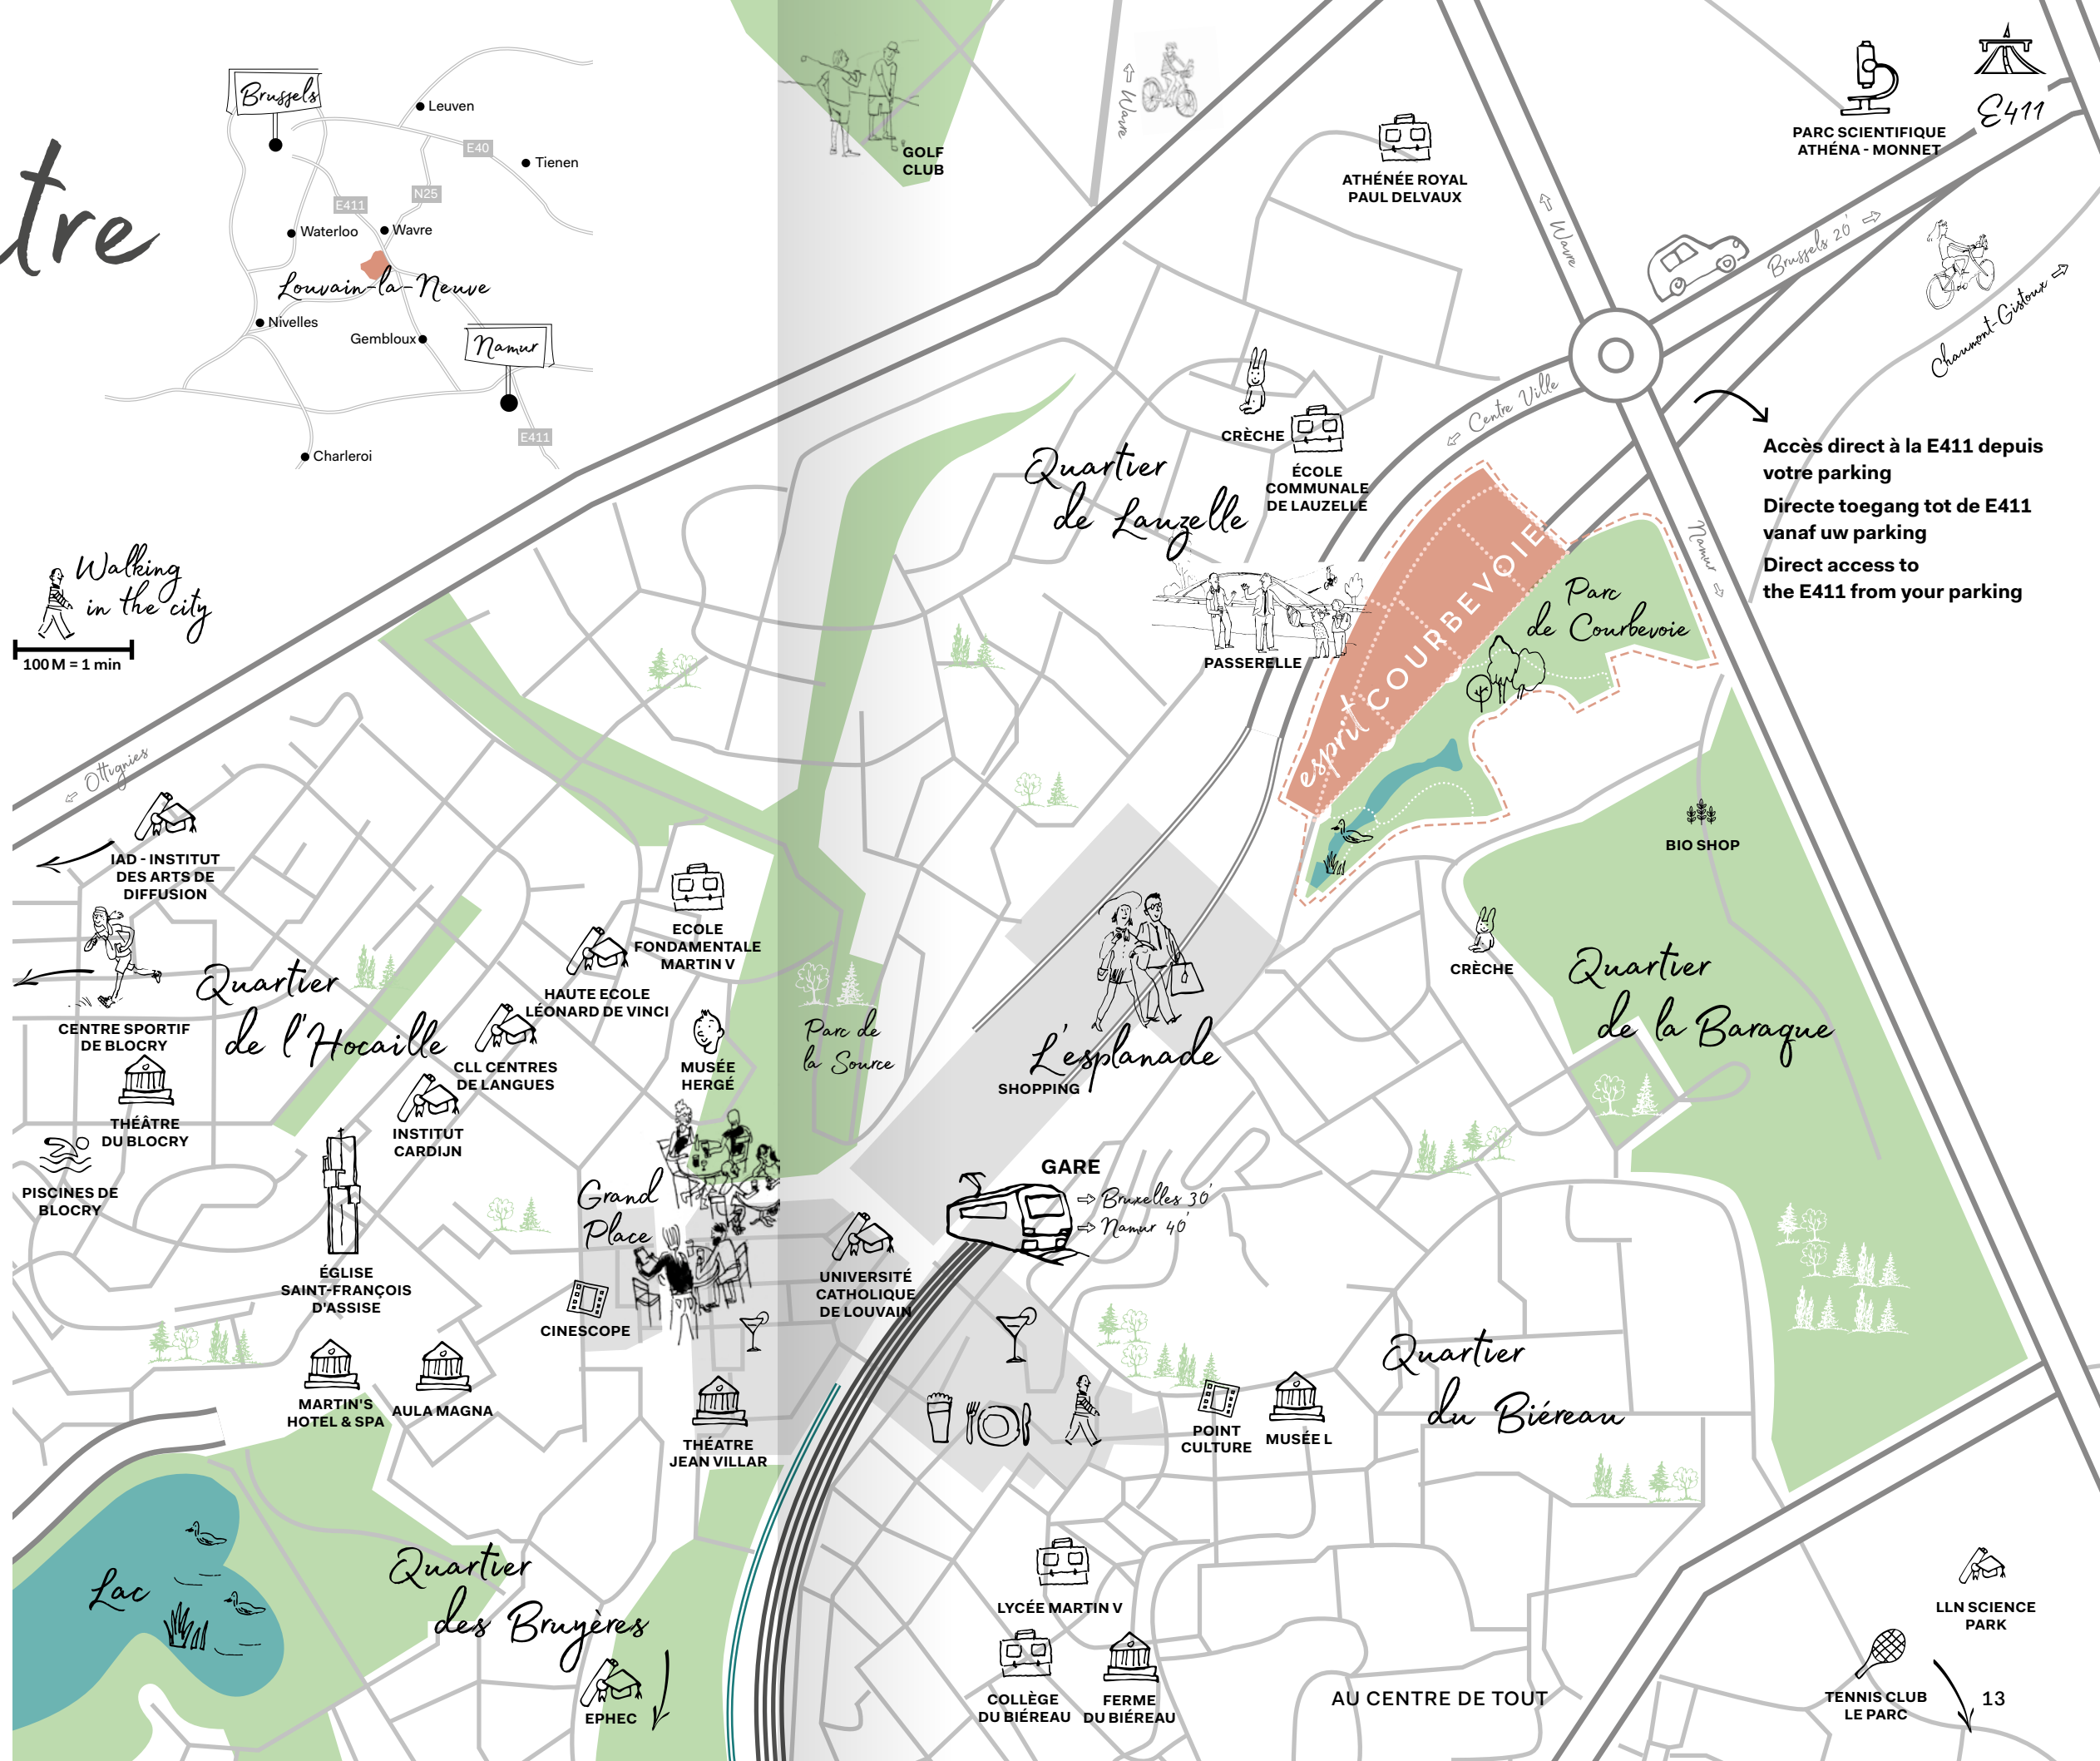 tre
Brussels
Leuven
E40
Tienen
N25
E411
Waterloo
Wavre
Louvain-la-Neuve
Nivelles
Gembloux
Namur
E411
Charleroi
Walking
in the city
100 M = 1 min
GOLF
CLUB
Wavre
ATHÉNÉE ROYAL
PAUL DELVAUX
Wavre
PARC SCIENTIFIQUE
ATHÉNA - MONNET
E411
Brussels 20'
Chaumont-Gistoux
Centre Ville
Accès direct à la E411 depuis
votre parking
Directe toegang tot de E411
vanaf uw parking
Direct access to
the E411 from your parking
Namur
CRÈCHE
ÉCOLE
COMMUNALE
DE LAUZELLE
Quartier
de Lauzelle
PASSERELLE
esprit COURBEVOIE
Parc
de Courbevoie
BIO SHOP
Ottignies
IAD - INSTITUT
DES ARTS DE
DIFFUSION
CENTRE SPORTIF
DE BLOCRY
THÉÂTRE
DU BLOCRY
PISCINES DE
BLOCRY
Quartier
de l'Hocaille
ECOLE
FONDAMENTALE
MARTIN V
HAUTE ECOLE
LÉONARD DE VINCI
CLL CENTRES
DE LANGUES
INSTITUT
CARDIJN
MUSÉE
HERGÉ
Parc de
la Source
L'esplanade
SHOPPING
CRÈCHE
Quartier
de la Baraque
GARE
Bruxelles 30'
Namur 40'
Grand
Place
ÉGLISE
SAINT-FRANÇOIS
D'ASSISE
CINESCOPE
UNIVERSITÉ
CATHOLIQUE
DE LOUVAIN
MARTIN'S
HOTEL & SPA
AULA MAGNA
THÉATRE
JEAN VILLAR
POINT
CULTURE
MUSÉE L
Quartier
du Biéreau
Lac
Quartier
des Bruyères
EPHEC
LYCÉE MARTIN V
COLLÈGE
DU BIÉREAU
FERME
DU BIÉREAU
LLN SCIENCE
PARK
TENNIS CLUB
LE PARC
AU CENTRE DE TOUT
13